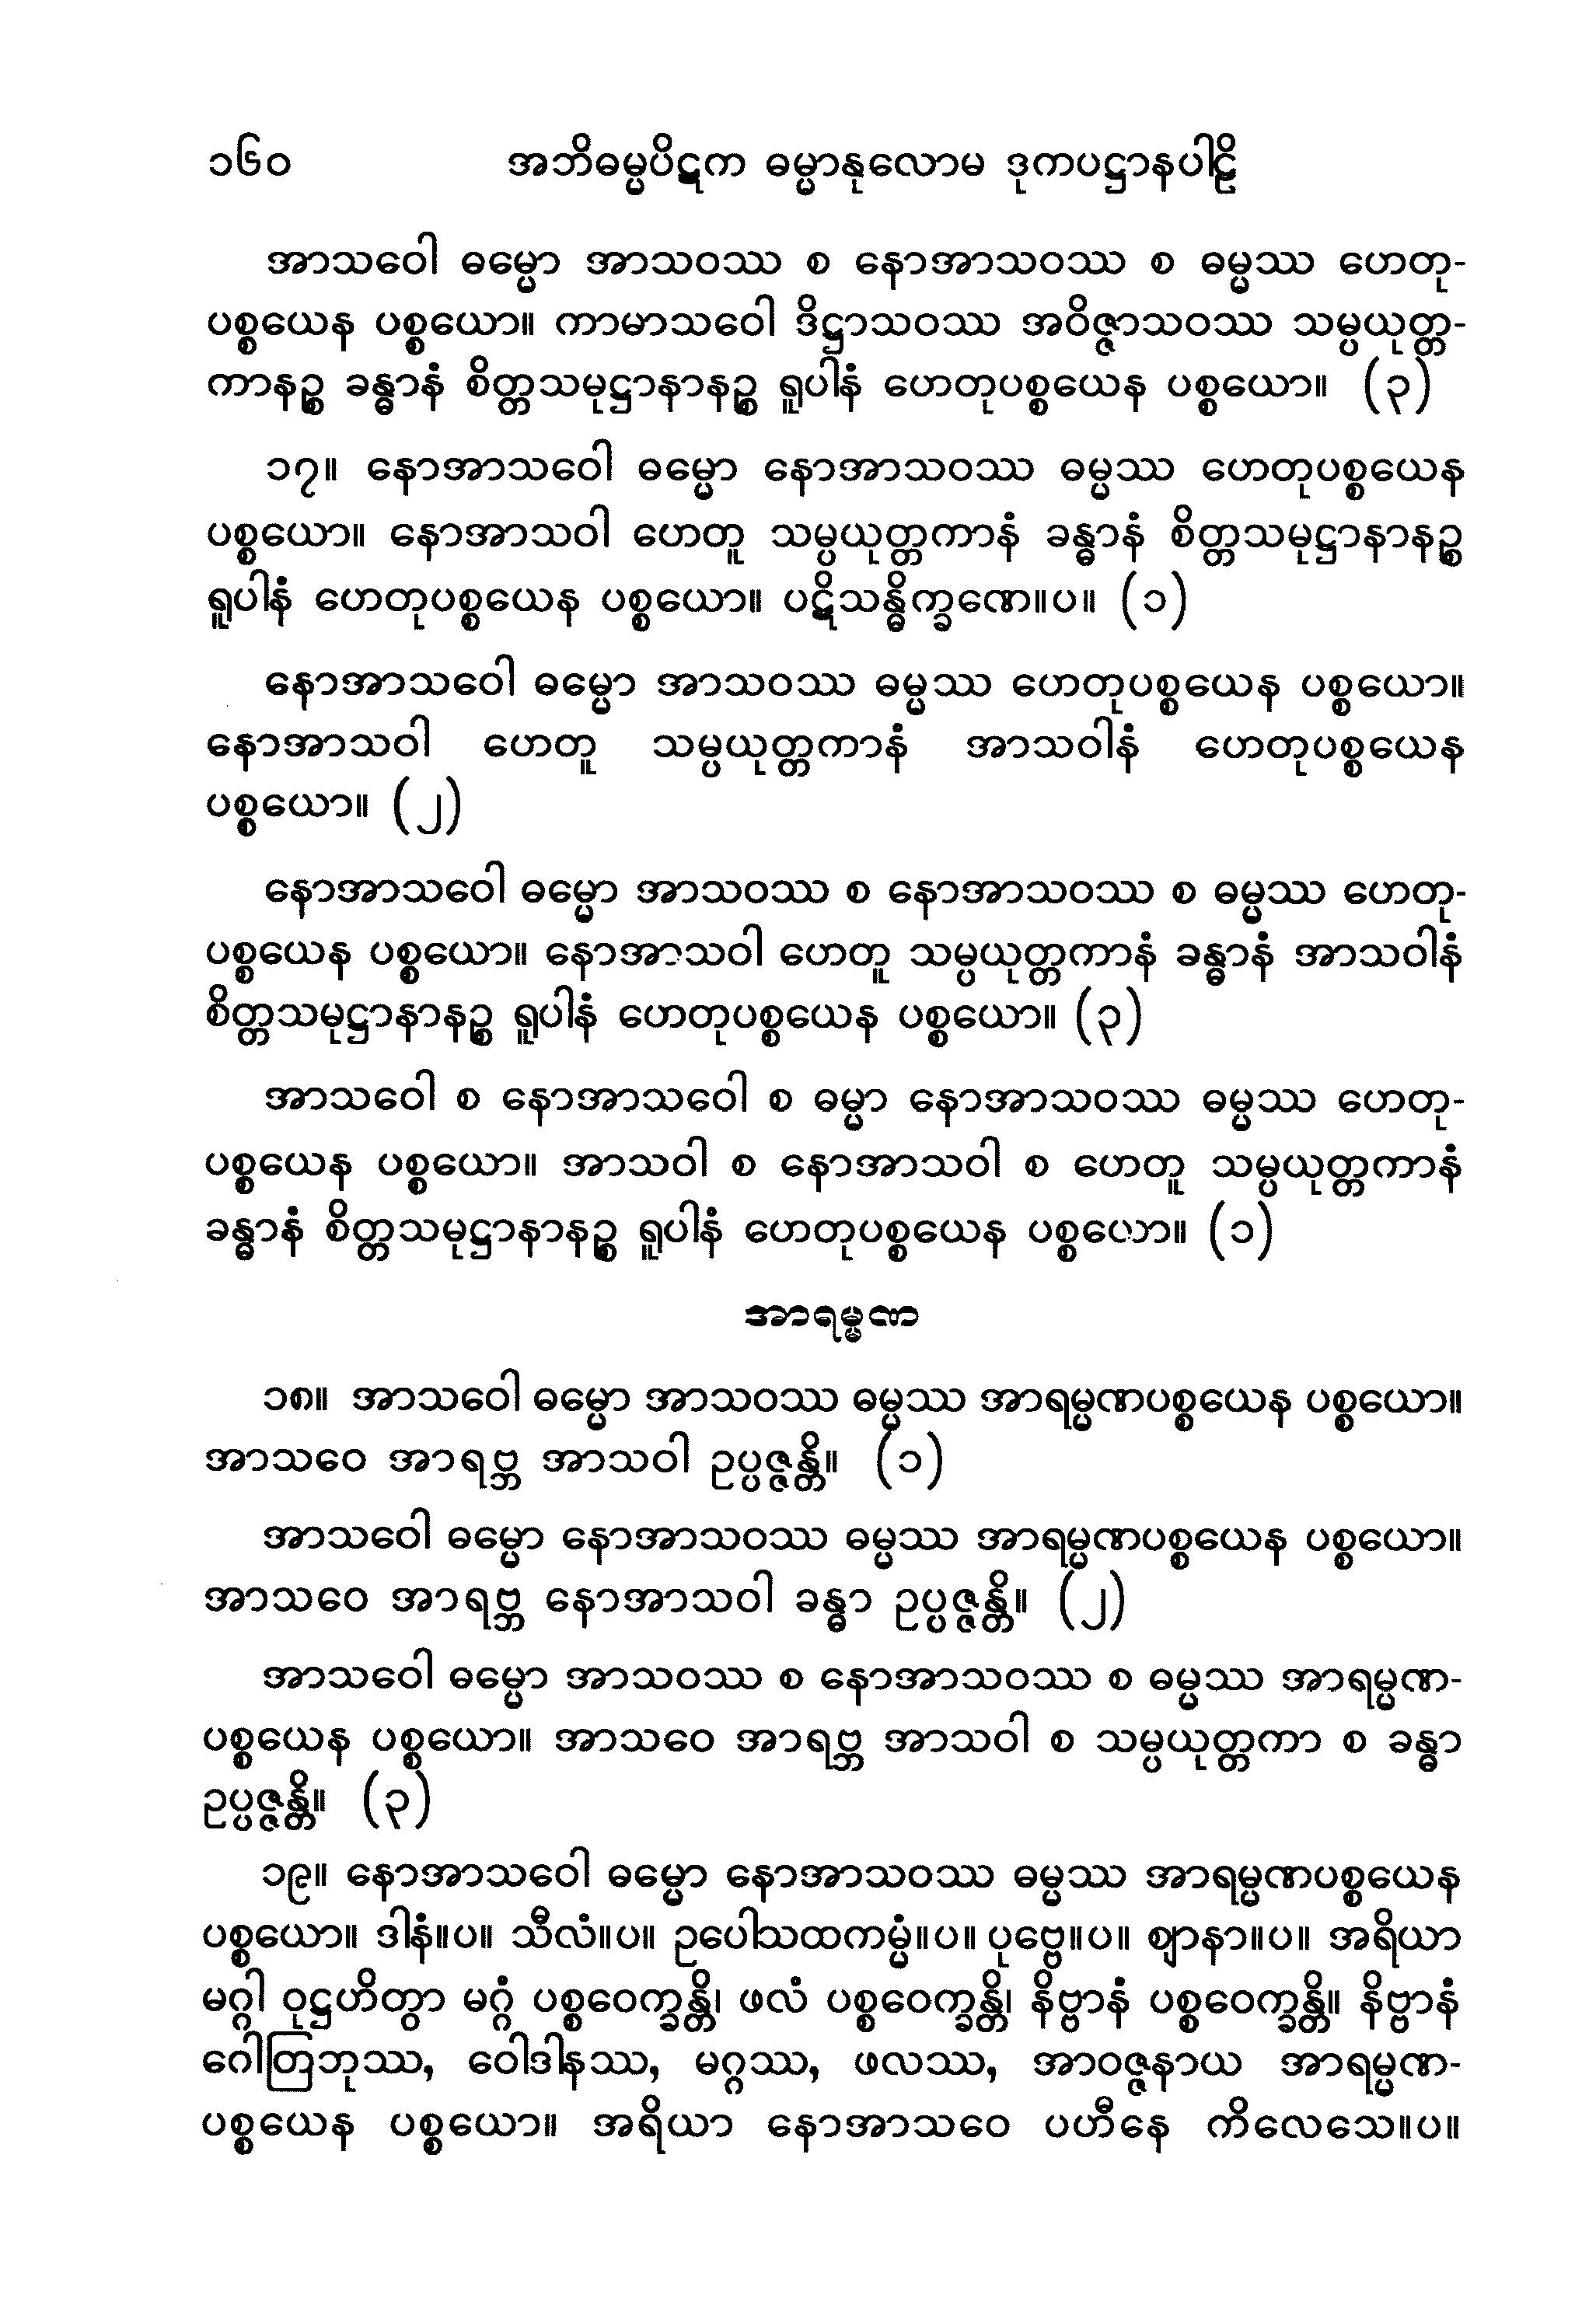 ၁၆၀ အဘိဓမ္မပိဋက ဓမ္မာနုလောမ ဒုကပဋ္ဌာနပါဠိ
အာသဝေါ ဓမ္မော အာသဝဿ စ နောအာသဝဿ စ ဓမ္မဿ ဟေတု-
ပစ္စယေန ပစ္စယော။ ကာမာသဝေါ ဒိဋ္ဌာသဝဿ အဝိဇ္ဇာသဝဿ သမ္ပယုတ္တ-
ကာနဉ္စ ခန္ဓာနံ စိတ္တသမုဋ္ဌာနာနဉ္စ ရူပါနံ ဟေတုပစ္စယေန ပစ္စယော။ (၃)
၁၇။ နောအာသဝေါ ဓမ္မော နောအာသဝဿ ဓမ္မဿ ဟေတုပစ္စယေန
ပစ္စယော။ နောအာသဝါ ဟေတူ သမ္ပယုတ္တကာနံ ခန္ဓာနံ စိတ္တသမုဋ္ဌာနာနဉ္စ
ရူပါနံ ဟေတုပစ္စယေန ပစ္စယော။ ပဋိသန္ဓိက္ခဏေ။ပ။ (၁)
နောအာသဝေါ ဓမ္မော အာသဝဿ ဓမ္မဿ ဟေတုပစ္စယေန ပစ္စယော။
နောအာသဝါ ဟေတူ သမ္ပယုတ္တကာနံ အာသဝါနံ ဟေတုပစ္စယေန
ပစ္စယော။ (၂)
နောအာသဝေါ ဓမ္မော အာသဝဿ စ နောအာသဝဿ စ ဓမ္မဿ ဟေတု-
ပစ္စယေန ပစ္စယော။ နောအာသဝါ ဟေတူ သမ္ပယုတ္တကာနံ ခန္ဓာနံ အာသဝါနံ
စိတ္တသမုဋ္ဌာနာနဉ္စ ရူပါနံ ဟေတုပစ္စယေန ပစ္စယော။ (၃)
အာသဝေါ စ နောအာသဝေါ စ ဓမ္မာ နောအာသဝဿ ဓမ္မဿ ဟေတု-
ပစ္စယေန ပစ္စယော။ အာသဝါ စ နောအာသဝါ စ ဟေတူ သမ္ပယုတ္တကာနံ
ခန္ဓာနံ စိတ္တသမုဋ္ဌာနာနဉ္စ ရူပါနံ ဟေတုပစ္စယေန ပစ္စယော။ (၁)
အာရမ္မဏ
၁၈။ အာသဝေါ ဓမ္မော အာသဝဿ ဓမ္မဿ အာရမ္မဏပစ္စယေန ပစ္စယော။
အာသဝေ အာရဗ္ဘ အာသဝါ ဥပ္ပဇ္ဇန္တိ။ (၁)
အာသဝေါ ဓမ္မော နောအာသဝဿ ဓမ္မဿ အာရမ္မဏပစ္စယေန ပစ္စယော။
အာသဝေ အာရဗ္ဘ နောအာသဝါ ခန္ဓာ ဥပ္ပဇ္ဇန္တိ။ (၂)
အာသဝေါ ဓမ္မော အာသဝဿ စ နောအာသဝဿ စ ဓမ္မဿ အာရမ္မဏ-
ပစ္စယေန ပစ္စယော။ အာသဝေ အာရဗ္ဘ အာသဝါ စ သမ္ပယုတ္တကာ စ ခန္ဓာ
ဥပ္ပဇ္ဇန္တိ။ (၃)
၁၉။ နောအာသဝေါ ဓမ္မော နောအာသဝဿ ဓမ္မဿ အာရမ္မဏပစ္စယေန
ပစ္စယော။ ဒါနံ။ပ။ သီလံ။ပ။ ဥပေါသထကမ္မံ။ပ။ ပုဗ္ဗေ။ပ။ ဈာနာ။ပ။ အရိယာ
မဂ္ဂါ ဝုဋ္ဌဟိတွာ မဂ္ဂံ ပစ္စဝေက္ခန္တိ၊ ဖလံ ပစ္စဝေက္ခန္တိ၊ နိဗ္ဗာနံ ပစ္စဝေက္ခန္တိ။ နိဗ္ဗာနံ
ဂေါတြဘုဿ, ဝေါဒါနဿ, မဂ္ဂဿ, ဖလဿ, အာဝဇ္ဇနာယ အာရမ္မဏ-
ပစ္စယေန ပစ္စယော။ အရိယာ နောအာသဝေ ပဟီနေ ကိလေသေ။ပ။